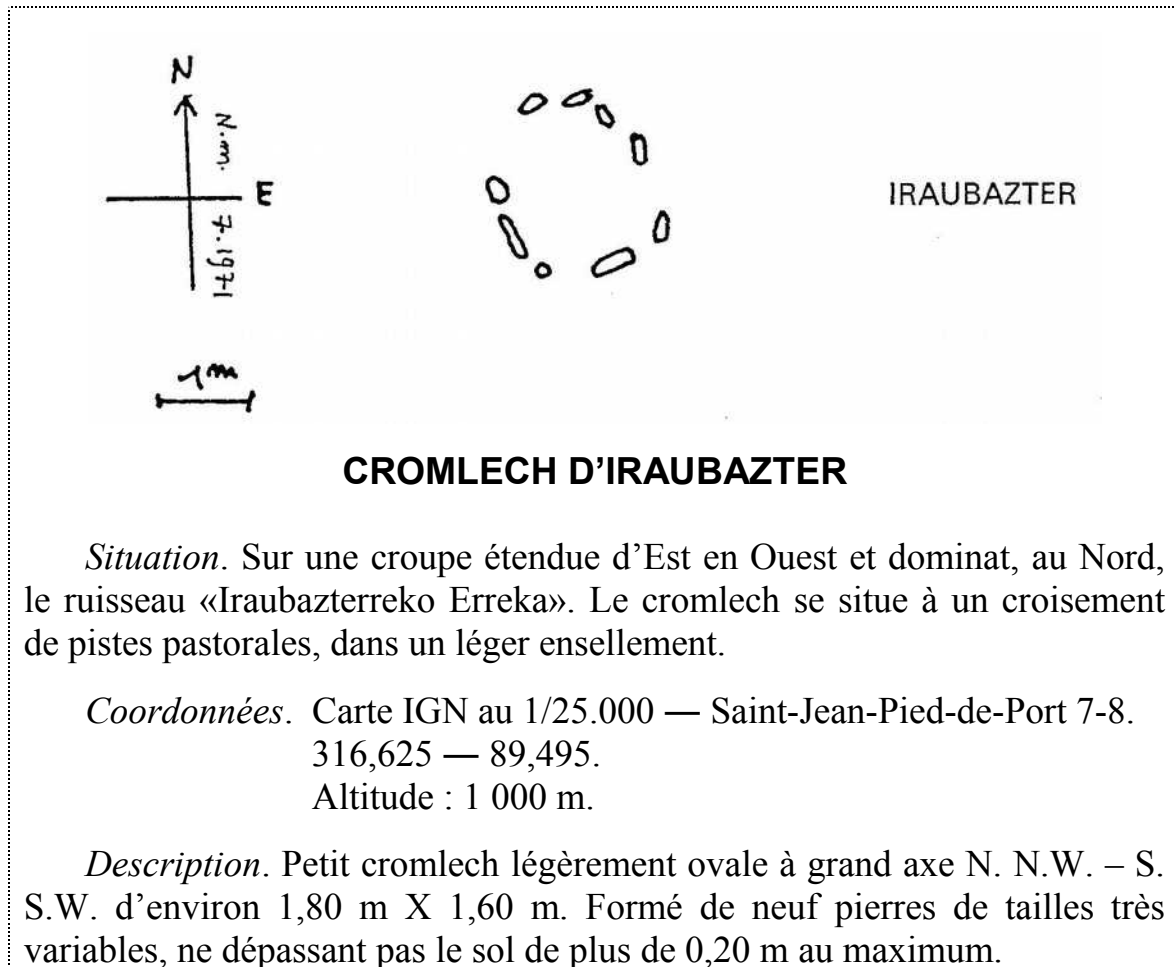 N
N.m.
E
7.1971
1m
IRAUBAZTER
CROMLECH D’IRAUBAZTER
Situation. Sur une croupe étendue d’Est en Ouest et dominat, au Nord,
le ruisseau «Iraubazterreko Erreka». Le cromlech se situe à un croisement
de pistes pastorales, dans un léger ensellement.
Coordonnées. Carte IGN au 1/25.000 — Saint-Jean-Pied-de-Port 7-8.
316,625 — 89,495.
Altitude : 1 000 m.
Description. Petit cromlech légèrement ovale à grand axe N. N.W. – S.
S.W. d’environ 1,80 m X 1,60 m. Formé de neuf pierres de tailles très
variables, ne dépassant pas le sol de plus de 0,20 m au maximum.